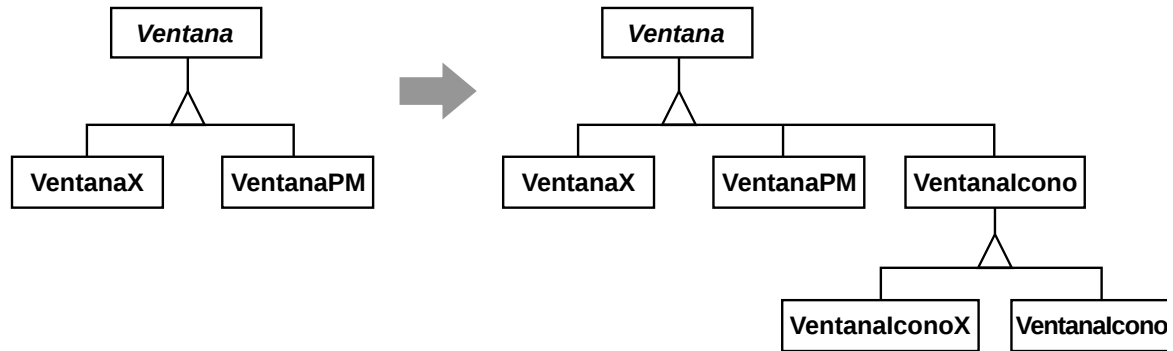 Ventana
Ventana
VentanaX
VentanaPM
VentanaX
VentanaPM
VentanaIcono
VentanaIconoX
VentanaIcono